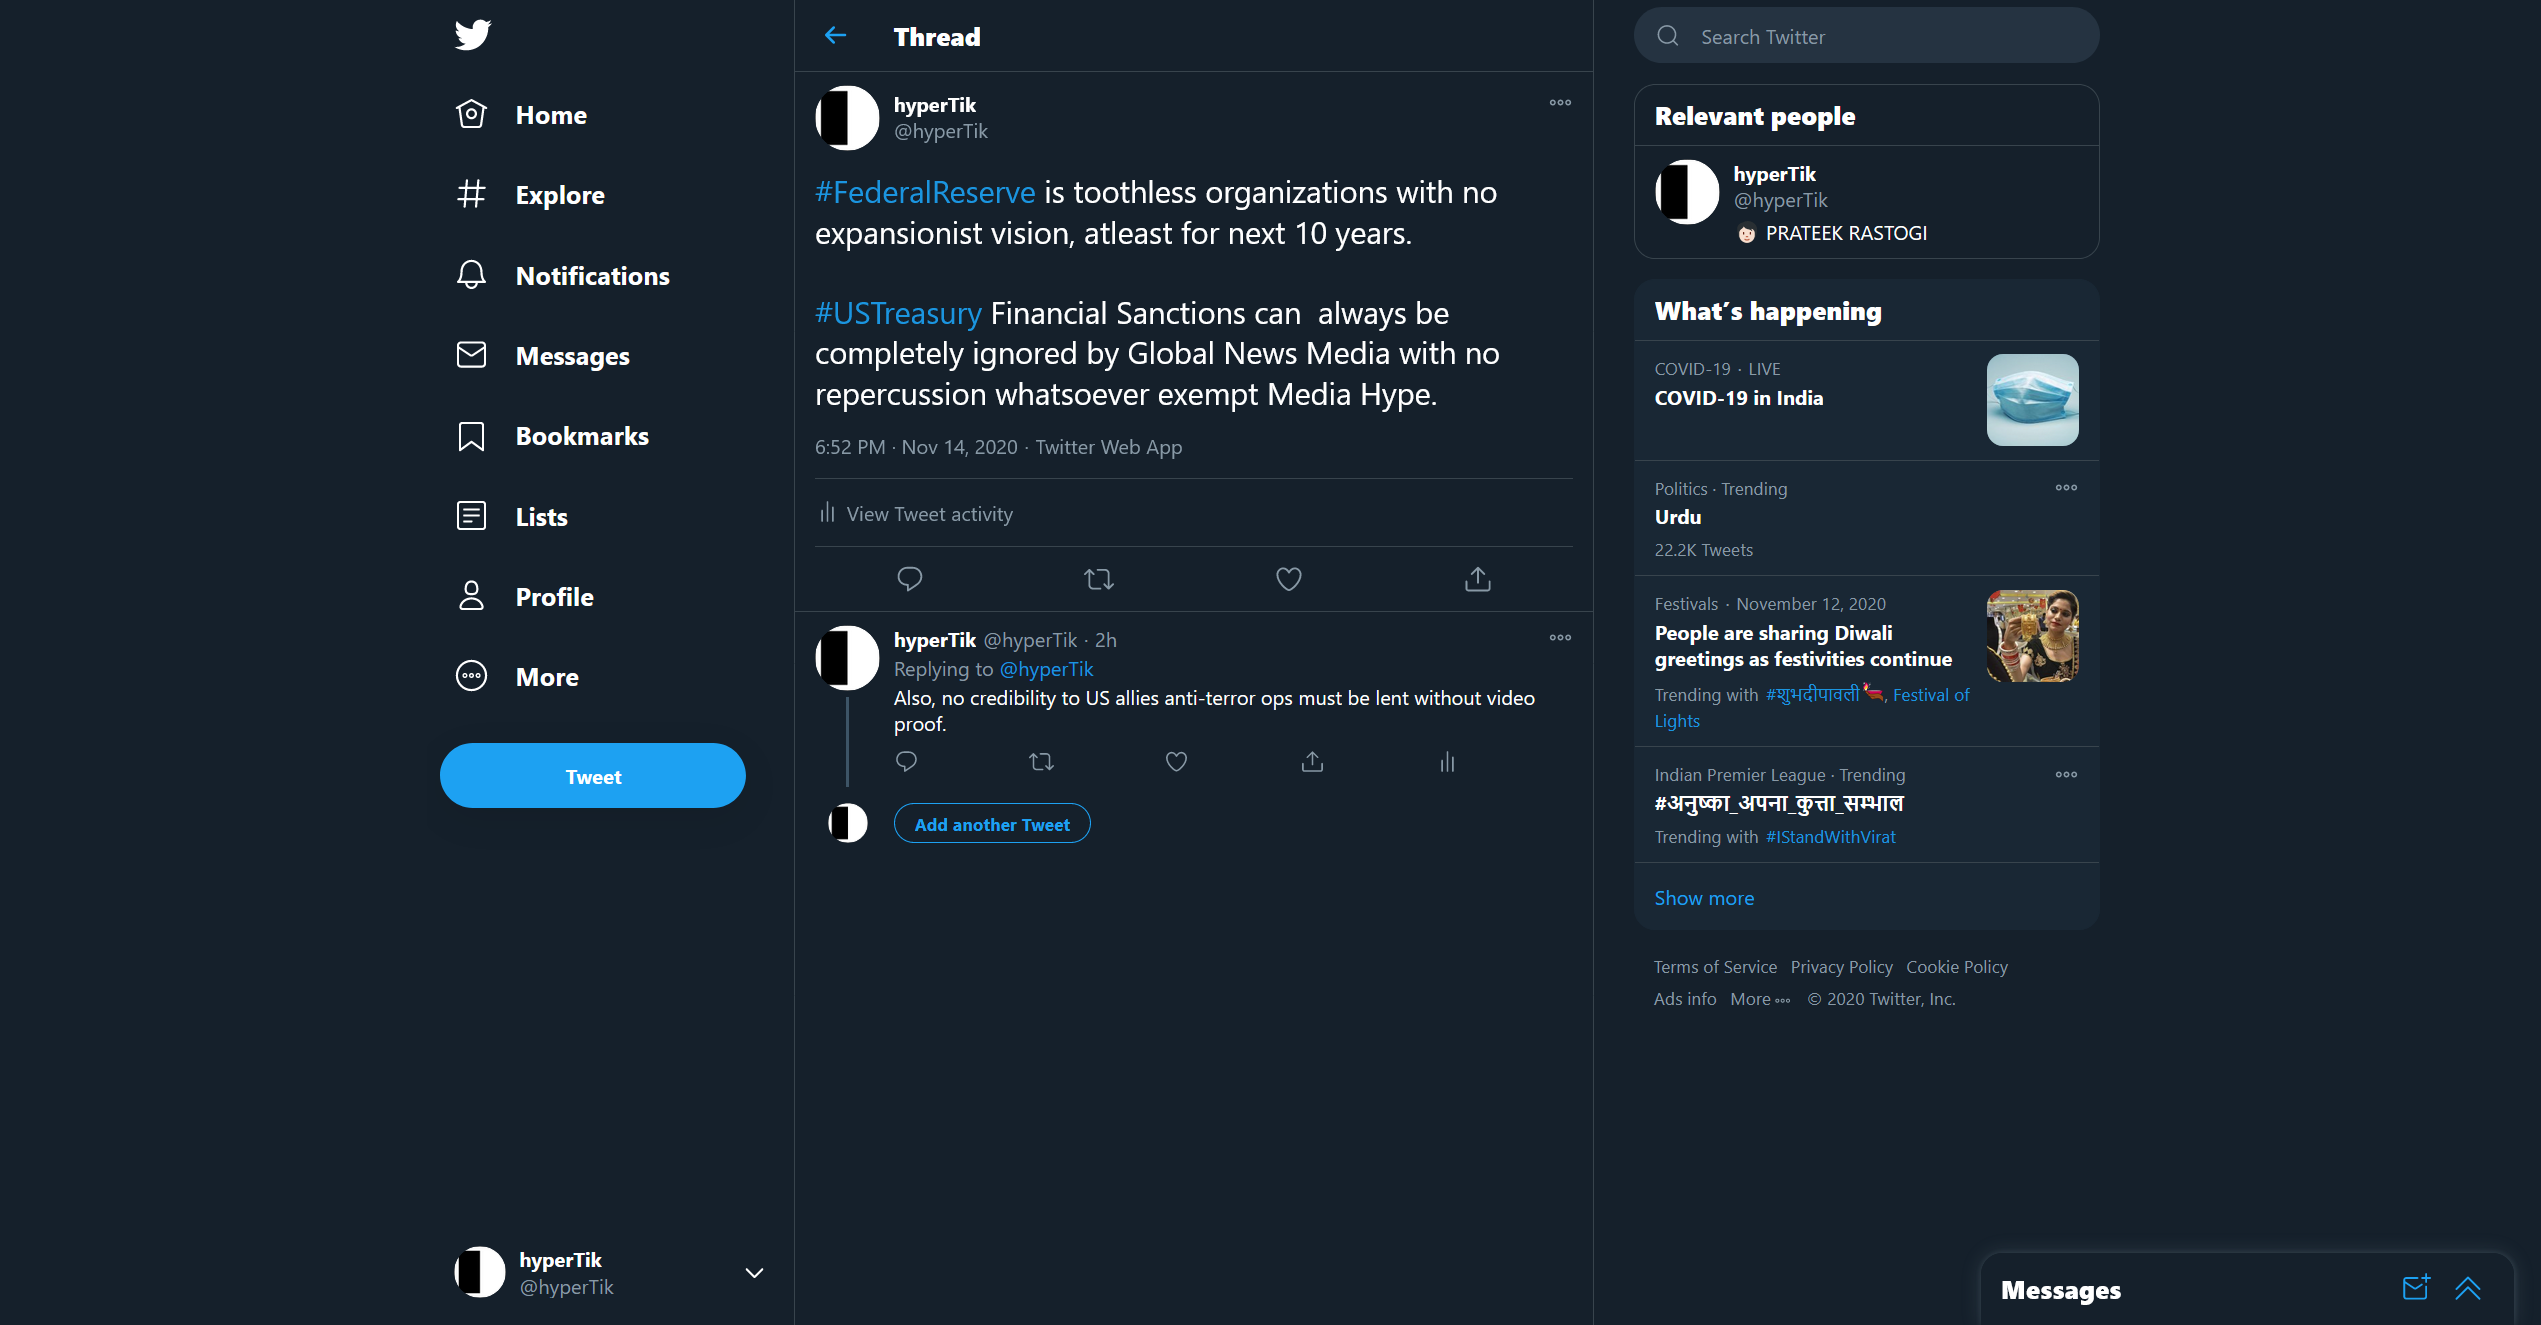 Home
Explore
Notifications
Messages
Bookmarks
Lists
Profile
More
Tweet
hyperTik
@hyperTik
Thread
hyperTik
@hyperTik
#FederalReserve is toothless organizations with no
expansionist vision, atleast for next 10 years.
#USTreasury Financial Sanctions can  always be
completely ignored by Global News Media with no
repercussion whatsoever exempt Media Hype.
6:52 PM · Nov 14, 2020 · Twitter Web App
View Tweet activity
hyperTik @hyperTik · 2h
Replying to @hyperTik
Also, no credibility to US allies anti-terror ops must be lent without video
proof.
Add another Tweet
Search Twitter
Relevant people
hyperTik
@hyperTik
PRATEEK RASTOGI
What's happening
COVID-19 · LIVE
COVID-19 in India
Politics · Trending
Urdu
22.2K Tweets
Festivals · November 12, 2020
People are sharing Diwali
greetings as festivities continue
Trending with #शुभदीपावली, Festival of
Lights
Indian Premier League · Trending
#अनुष्का_अपना_कुत्ता_सम्भाल
Trending with #IStandWithVirat
Show more
Terms of Service Privacy Policy Cookie Policy
Ads info More © 2020 Twitter, Inc.
Messages